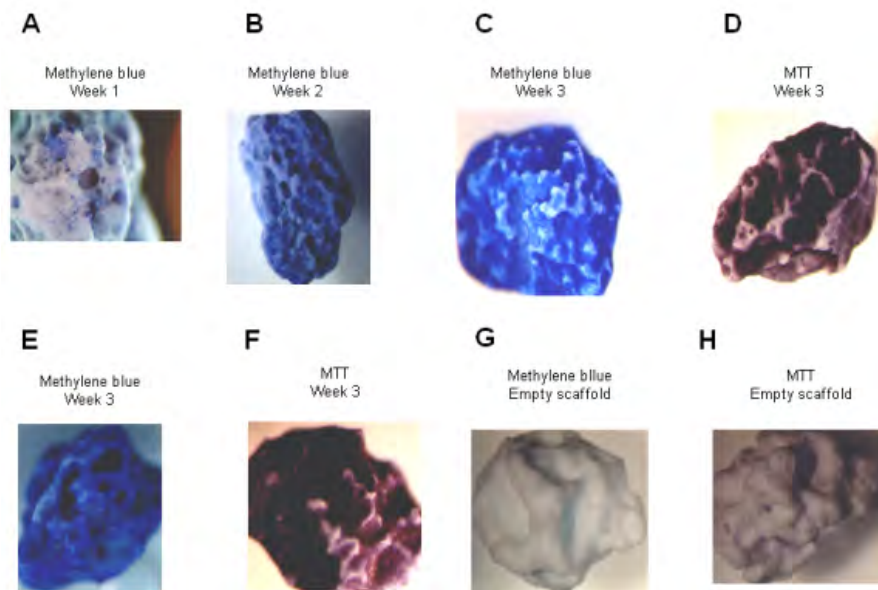 A
Methylene blue
Week 1
B
Methylene blue
Week 2
C
Methylene blue
Week 3
D
MTT
Week 3
E
Methylene blue
Week 3
F
MTT
Week 3
G
Methylene bllue
Empty scaffold
H
MTT
Empty scaffold